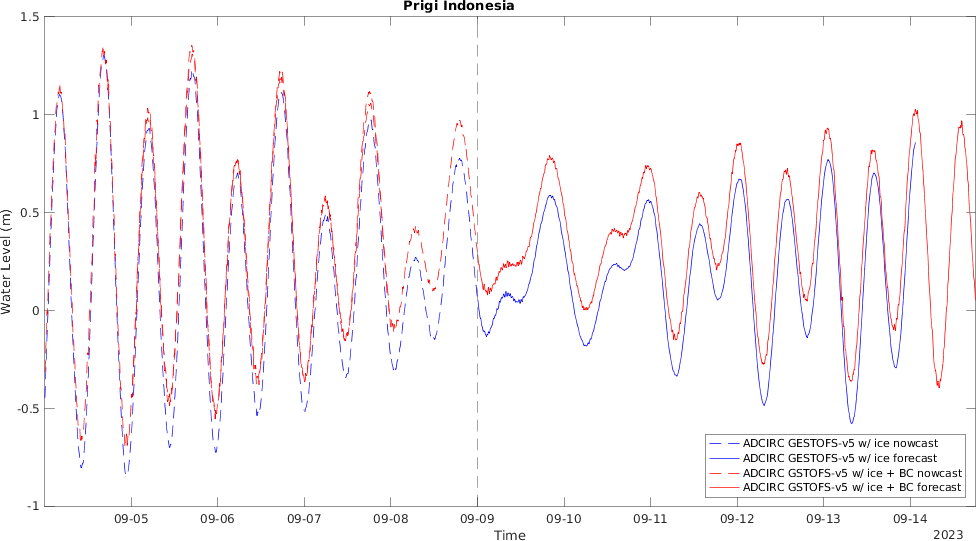 Prigi Indonesia
1.5
1
0.5
0
-0.5
-1
Water Level (m)
09-05 09-06 09-07 09-08 09-09 09-10 09-11 09-12 09-13 09-14
Time
2023
ADCIRC GESTOFS-v5 w/ ice nowcast
ADCIRC GESTOFS-v5 w/ ice forecast
ADCIRC GSTOFS-v5 w/ ice + BC nowcast
ADCIRC GSTOFS-v5 w/ ice + BC forecast